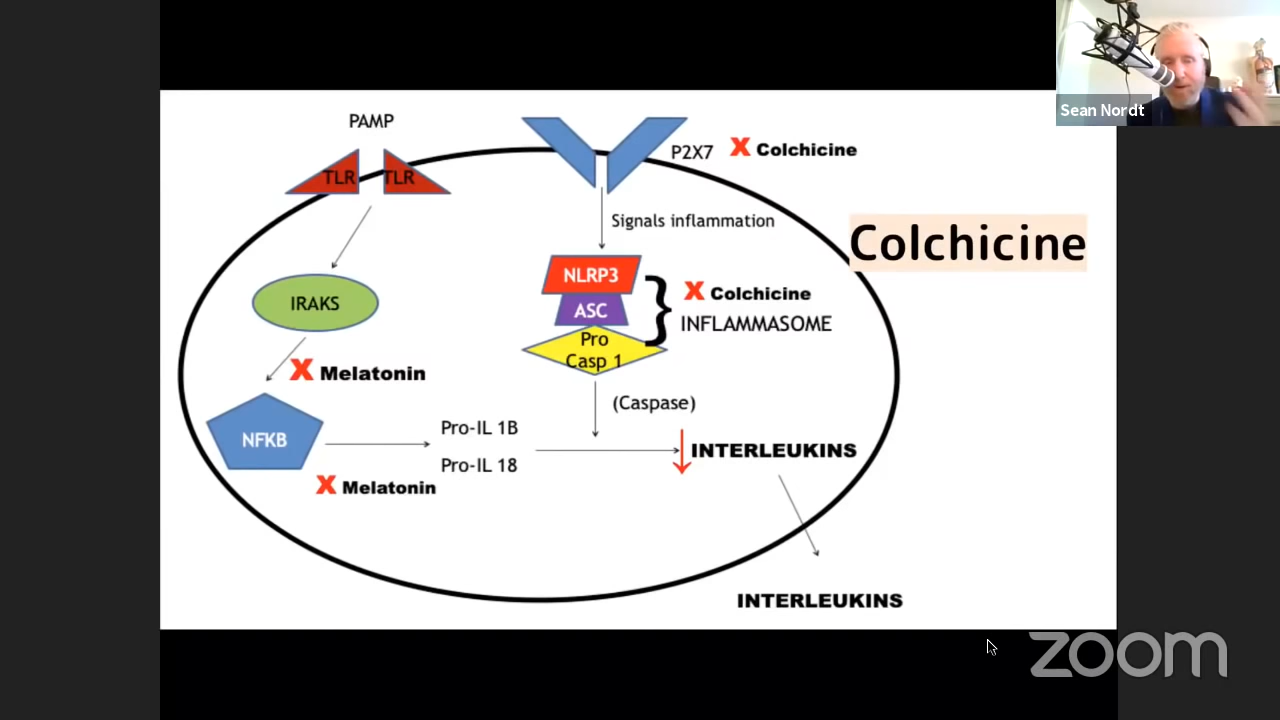 Sean Nordt
PAMP
TLR TLR
P2X7 X Colchicine
Signals inflammation
Colchicine
NLRP3
ASC
Pro
Casp 1
X Colchicine
INFLAMMASOME
IRAKS
X Melatonin
(Caspase)
NFKB
Pro-IL 1B
Pro-IL 18
INTERLEUKINS
X Melatonin
INTERLEUKINS
zoom